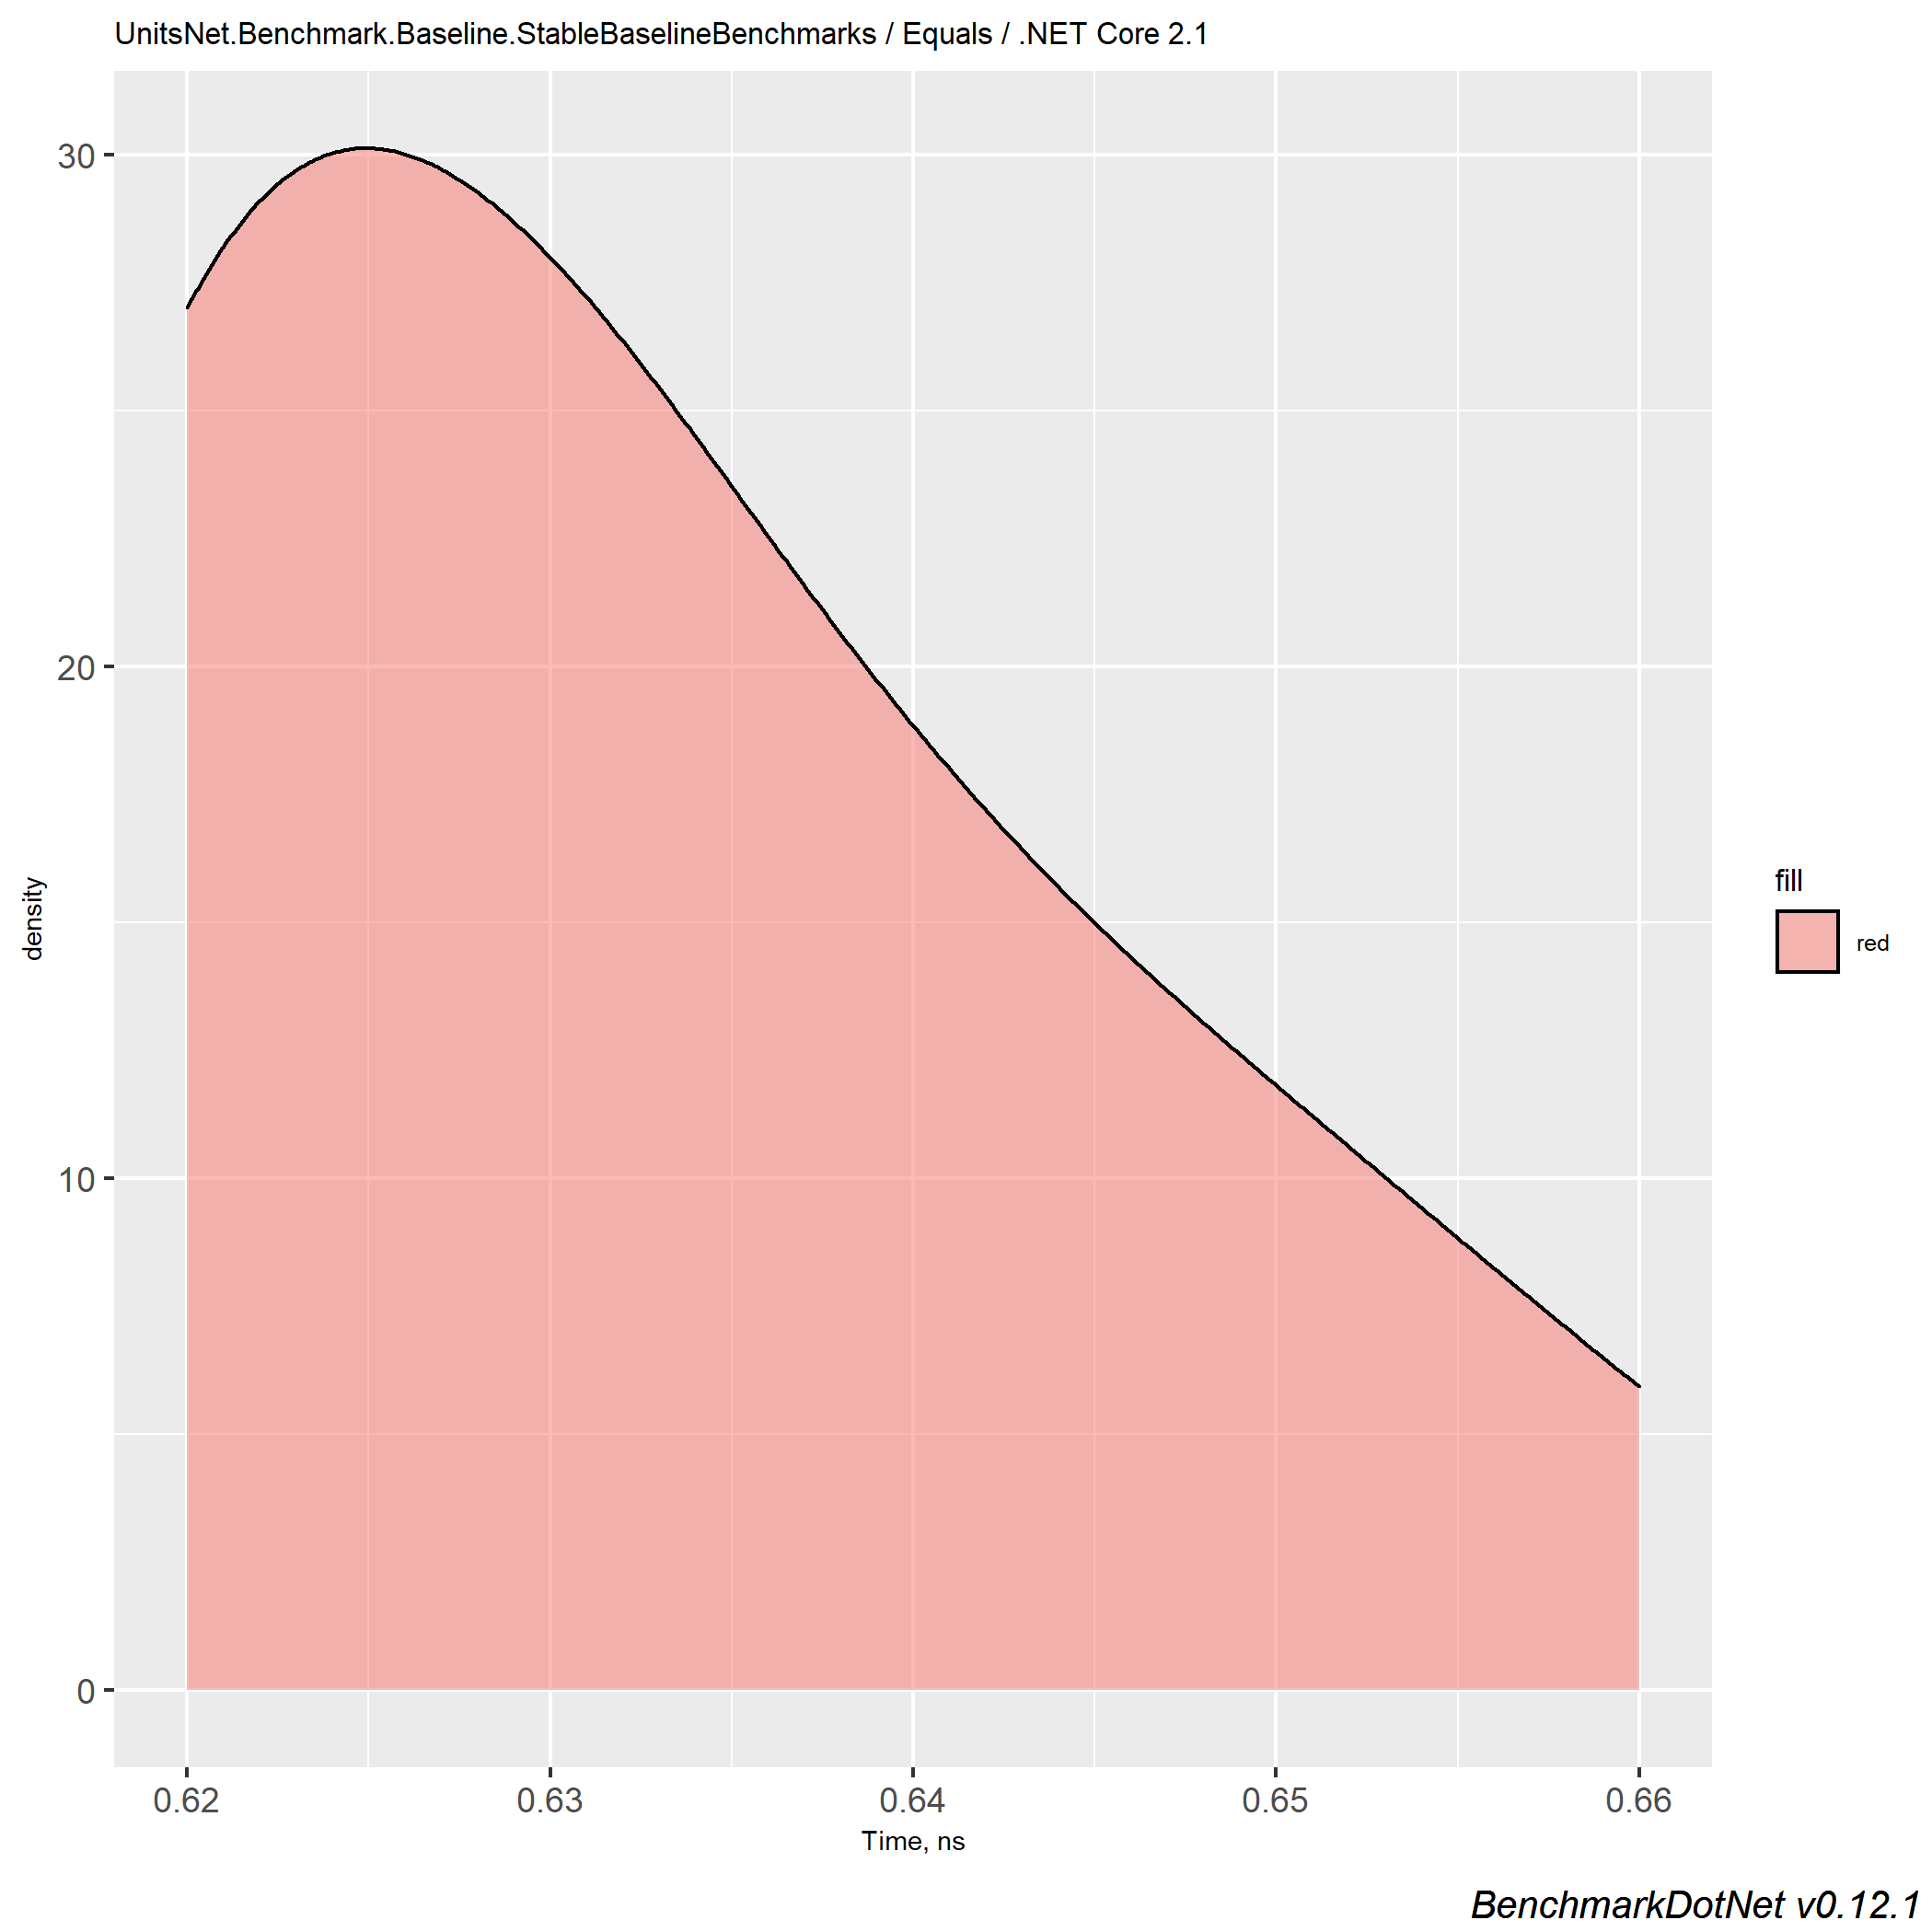 UnitsNet.Benchmark.Baseline.StableBaselineBenchmarks / Equals / .NET Core 2.1
30
20
10
0
density
0.62 0.63 0.64 0.65 0.66
Time, ns
fill
red
BenchmarkDotNet v0.12.1